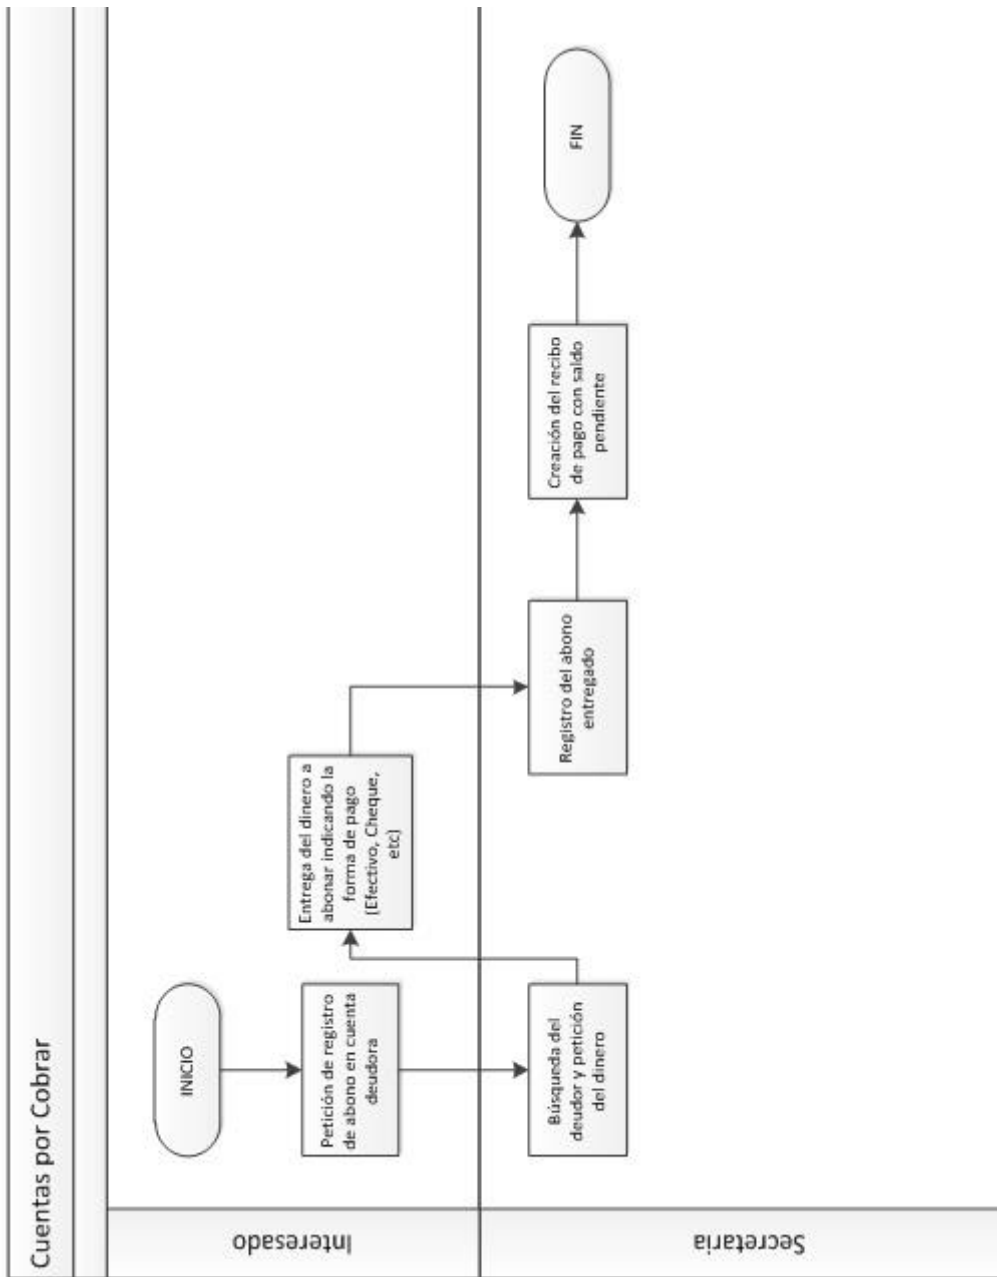 Cuentas por Cobrar
Interesado
INICIO
Petición de registro
de abono en cuenta
deudora
Entrega del dinero a
abonar indicando la
forma de pago
(Efectivo, Cheque,
etc)
Secretaria
Búsqueda del
deudor y petición
del dinero
Registro del abono
entregado
Creación del recibo
de pago con saldo
pendiente
FIN